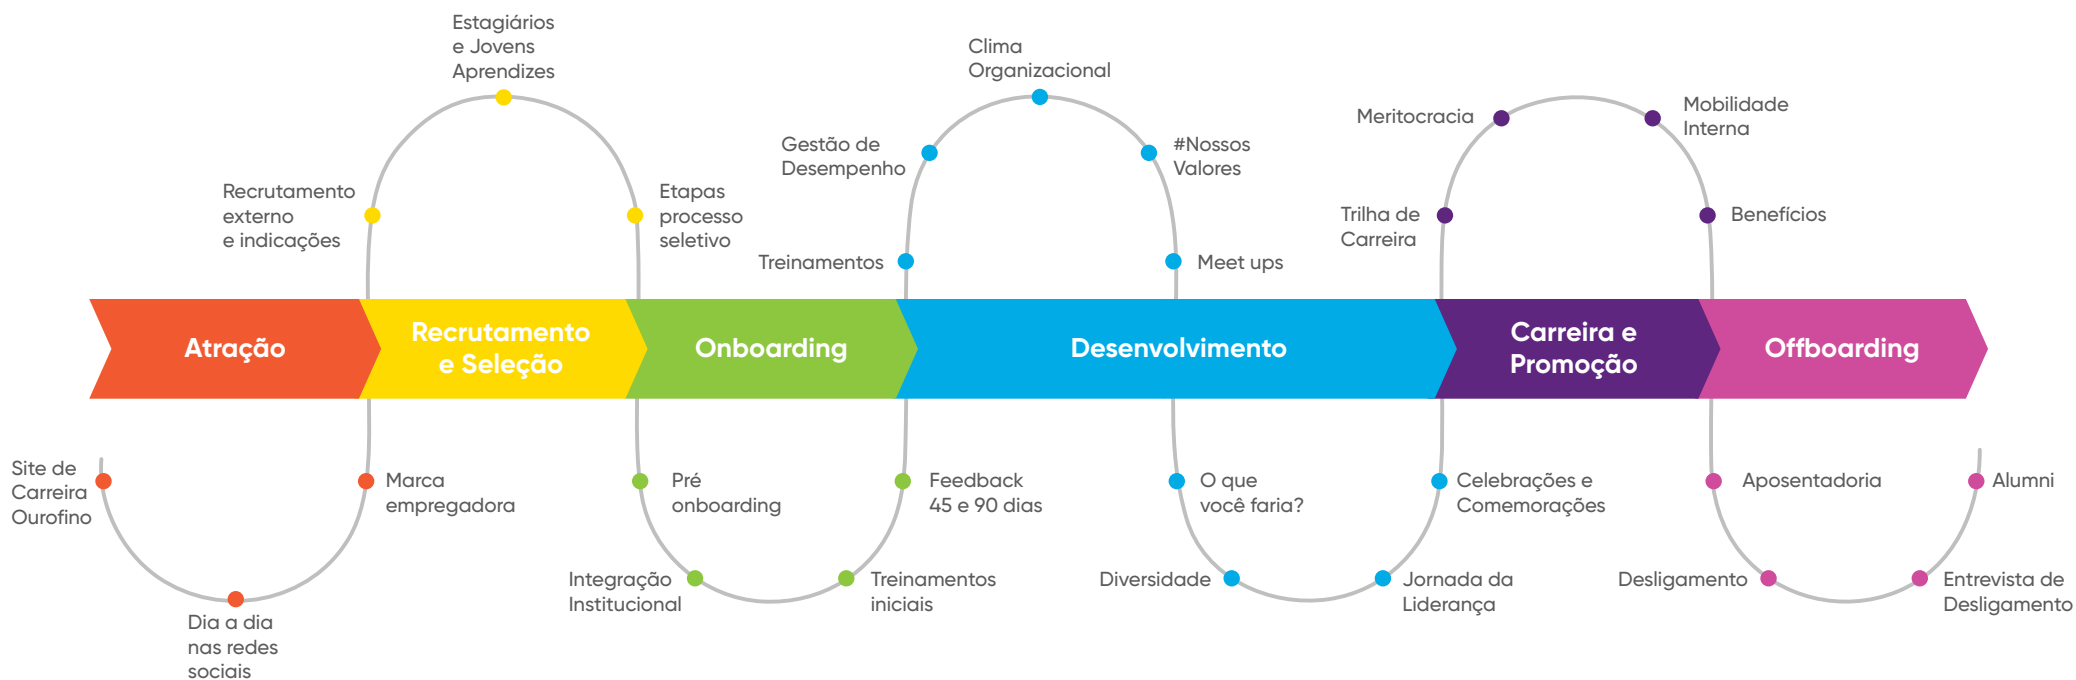 Estagiários
e Jovens
Aprendizes
Recrutamento
externo
e indicações
Etapas
processo
seletivo
Clima
Organizacional
Gestão de
Desempenho
#Nossos
Valores
Treinamentos
Meet ups
Meritocracia
Mobilidade
Interna
Trilha de
Carreira
Benefícios
Atração
Recrutamento
e Seleção
Onboarding
Desenvolvimento
Carreira e
Promoção
Offboarding
Site de
Carreira
Ourofino
Marca
empregadora
Dia a dia
nas redes
sociais
Pré
onboarding
Feedback
45 e 90 dias
Integração
Institucional
Treinamentos
iniciais
O que
você faria?
Celebrações e
Comemorações
Diversidade
Jornada da
Liderança
Aposentadoria
Alumni
Desligamento
Entrevista de
Desligamento